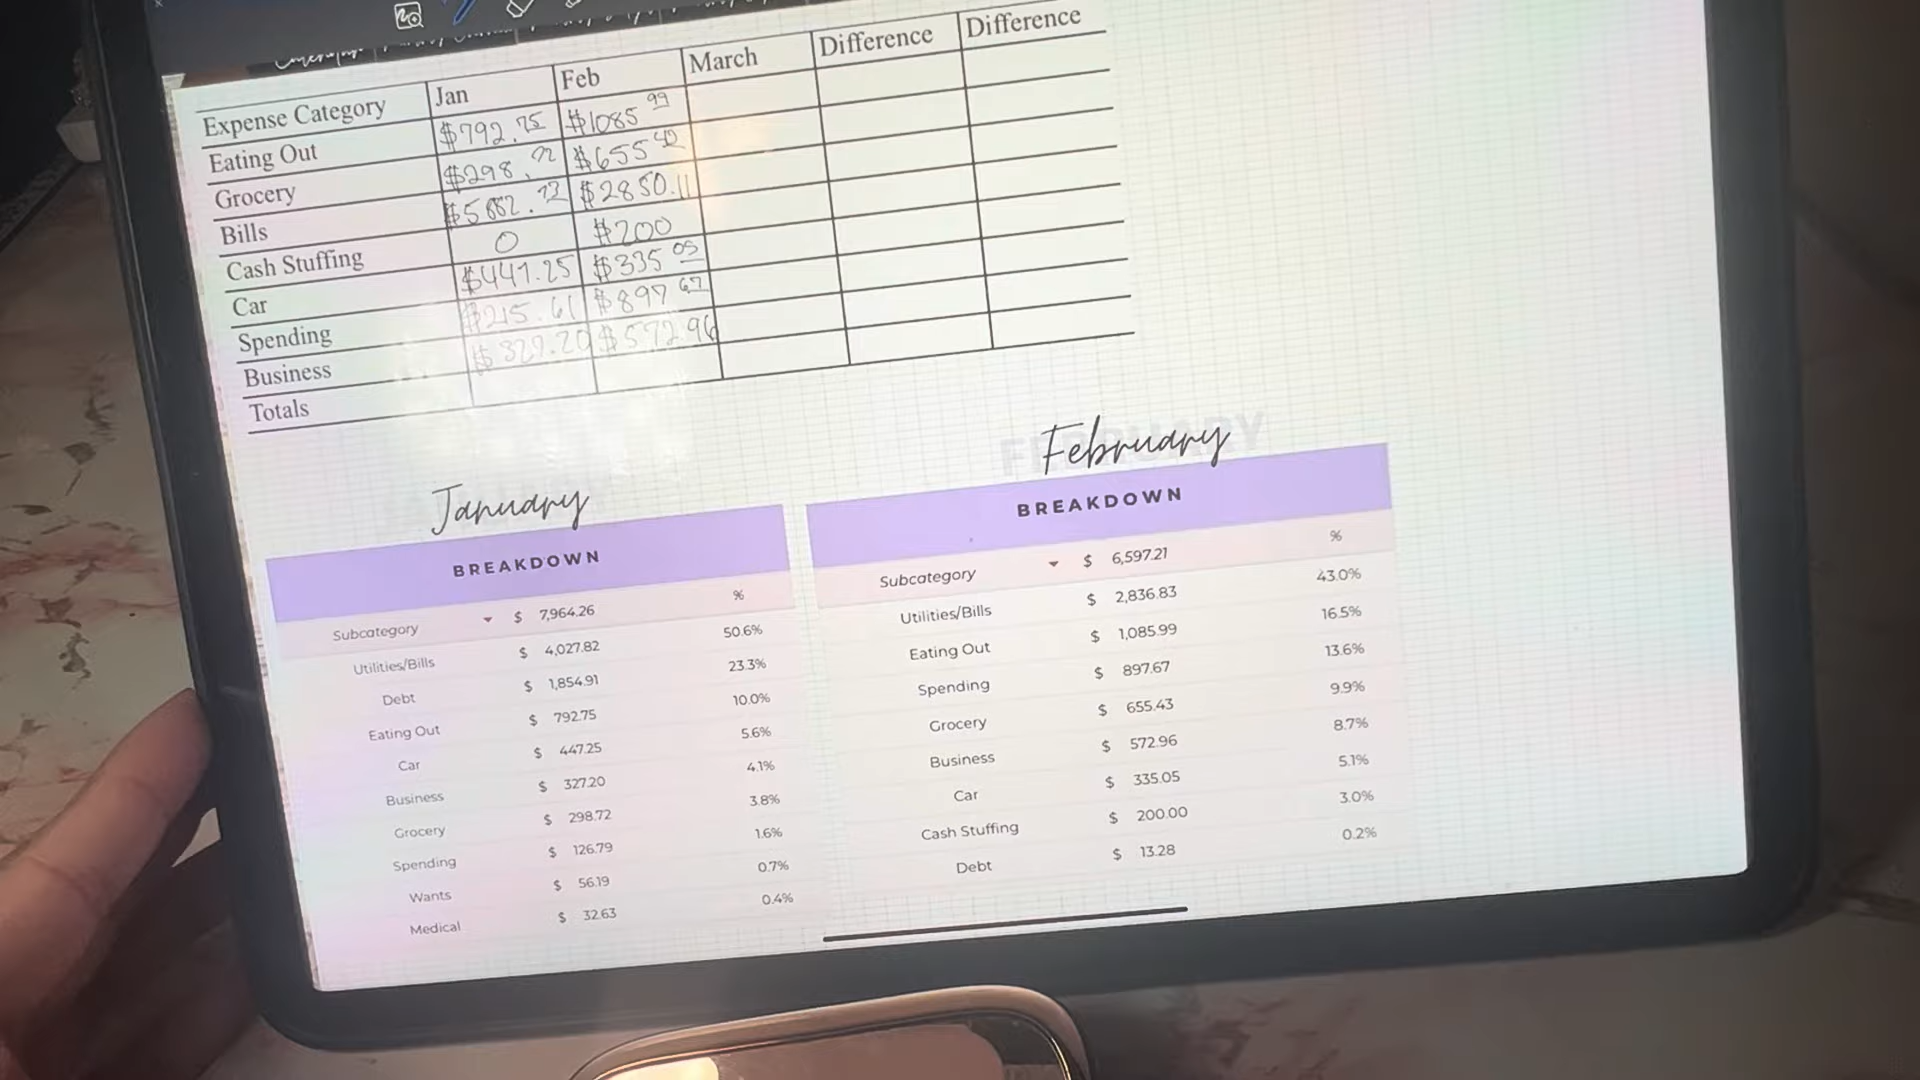 Expense Category Jan Feb March Difference Difference
Eating Out $792.75 $1085 99
Grocery $298.72 $655 42
Bills $5882.73 $2850.11
Cash Stuffing 0 $200
Car $447.25 $335 05
Spending $215.61 $897 67
Business $327.20 $572.96
Totals
January
BREAKDOWN
Subcategory $ 7,964.26 %
Utilities/Bills $ 4,027.82 50.6%
Debt $ 1,854.91 23.3%
Eating Out $ 792.75 10.0%
Car $ 447.25 5.6%
Business $ 327.20 4.1%
Grocery $ 298.72 3.8%
Spending $ 126.79 1.6%
Wants $ 56.19 0.7%
Medical $ 32.63 0.4%
FEBRUARY
February
BREAKDOWN
Subcategory $ 6,597.21 %
Utilities/Bills $ 2,836.83 43.0%
Eating Out $ 1,085.99 16.5%
Spending $ 897.67 13.6%
Grocery $ 655.43 9.9%
Business $ 572.96 8.7%
Car $ 335.05 5.1%
Cash Stuffing $ 200.00 3.0%
Debt $ 13.28 0.2%